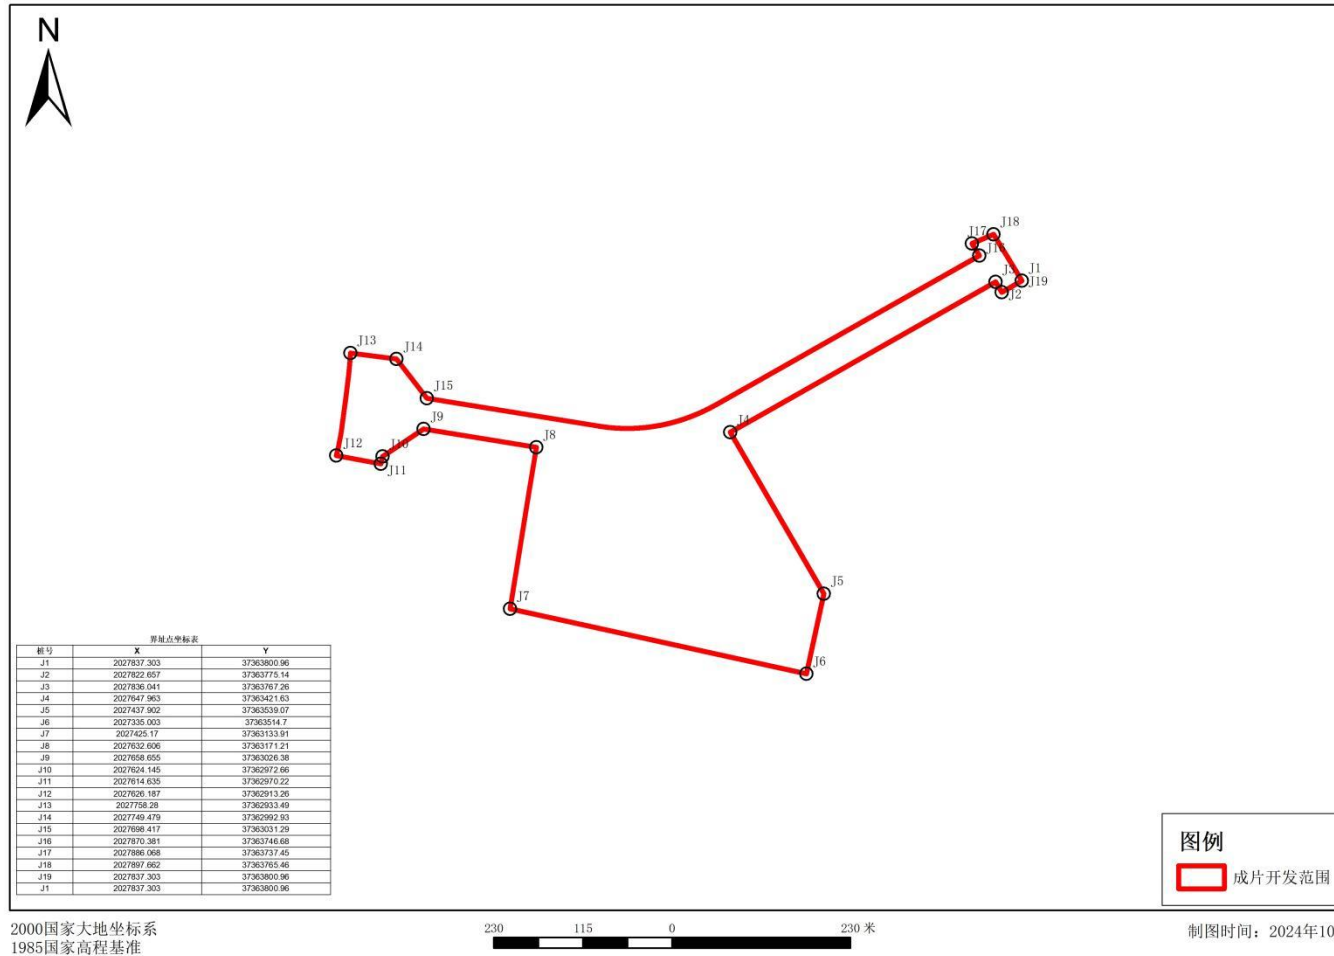 N
J17
J18
J16
J3
J1
J19
J2
J13
J14
J15
J9
J4
J8
J12
J10
J11
J5
J7
J6
界址点坐标表
桩号 X Y
J1 2027837.303 37363800.96
J2 2027822.657 37363775.14
J3 2027836.041 37363767.26
J4 2027647.963 37363421.63
J5 2027437.902 37363539.07
J6 2027335.003 37363514.7
J7 2027425.17 37363133.91
J8 2027632.606 37363171.21
J9 2027658.655 37363026.38
J10 2027624.145 37362972.66
J11 2027614.635 37362970.22
J12 2027626.187 37362913.26
J13 2027758.28 37362933.49
J14 2027749.479 37362992.93
J15 2027698.417 37363031.29
J16 2027870.381 37363746.68
J17 2027886.068 37363737.45
J18 2027897.662 37363765.46
J19 2027837.303 37363800.96
J1 2027837.303 37363800.96
图例
成片开发范围
2000国家大地坐标系
1985国家高程基准
230 115 0 230 米
制图时间：2024年10